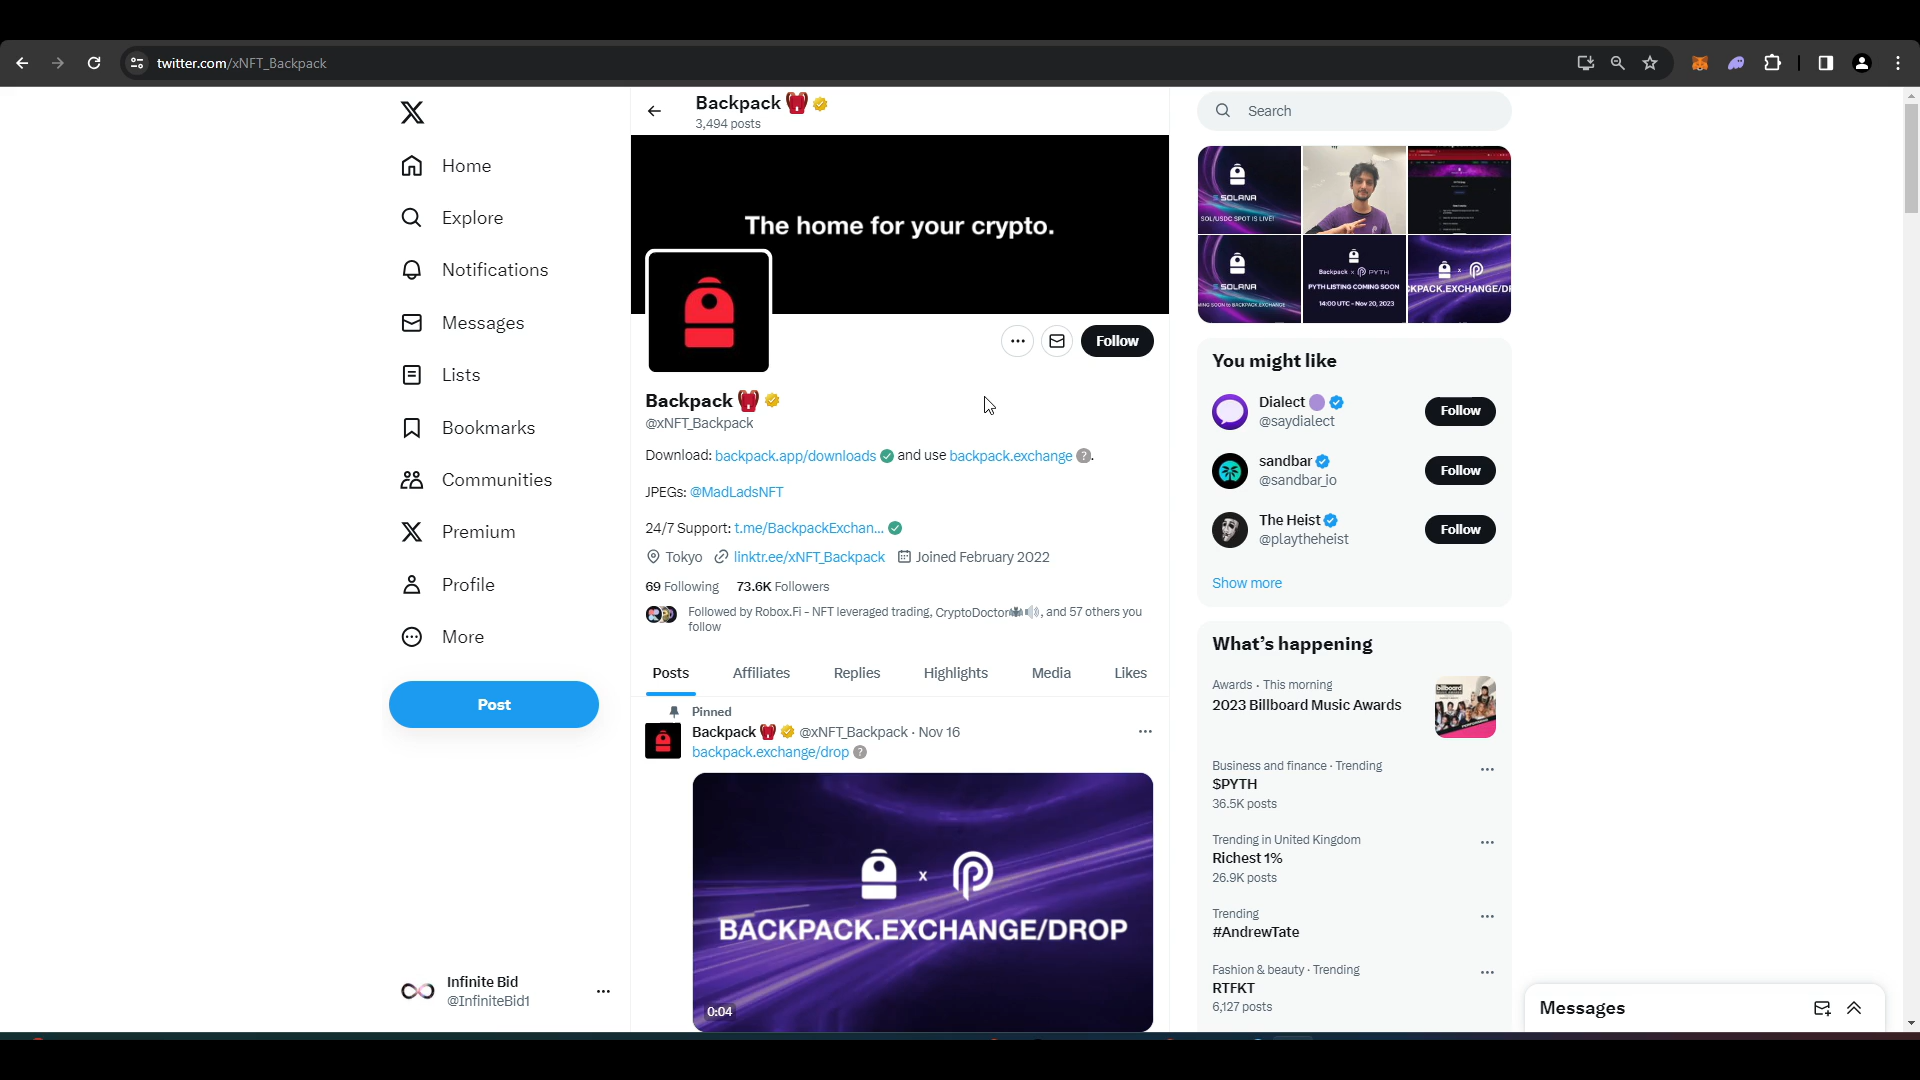 twitter.com/xNFT_Backpack
Home
Explore
Notifications
Messages
Lists
Bookmarks
Communities
Premium
Profile
More
Post
Infinite Bid
@InfiniteBid1
Backpack
3,494 posts
The home for your crypto.
Follow
Backpack
@xNFT_Backpack
Download: backpack.app/downloads and use backpack.exchange .
JPEGs: @MadLadsNFT
24/7 Support: t.me/BackpackExchan...
Tokyo linktr.ee/xNFT_Backpack Joined February 2022
69 Following 73.6K Followers
Followed by Robox.Fi - NFT leveraged trading, CryptoDoctor, and 57 others you
follow
Posts Affiliates Replies Highlights Media Likes
Pinned
Backpack @xNFT_Backpack · Nov 16
backpack.exchange/drop
x
BACKPACK.EXCHANGE/DROP
0:04
Search
SOLANA
SOL/USDC SPOT IS LIVE!
SOLANA
Backpack x PYTH
PYTH LISTING COMING SOON
14:00 UTC - Nov 20, 2023
x
You might like
Dialect
@saydialect
Follow
sandbar
@sandbar_io
Follow
The Heist
@playtheheist
Follow
Show more
What's happening
Awards · This morning
2023 Billboard Music Awards
billboard
Business and finance · Trending
$PYTH
36.5K posts
Trending in United Kingdom
Richest 1%
26.9K posts
Trending
#AndrewTate
Fashion & beauty · Trending
RTFKT
6,127 posts
Messages